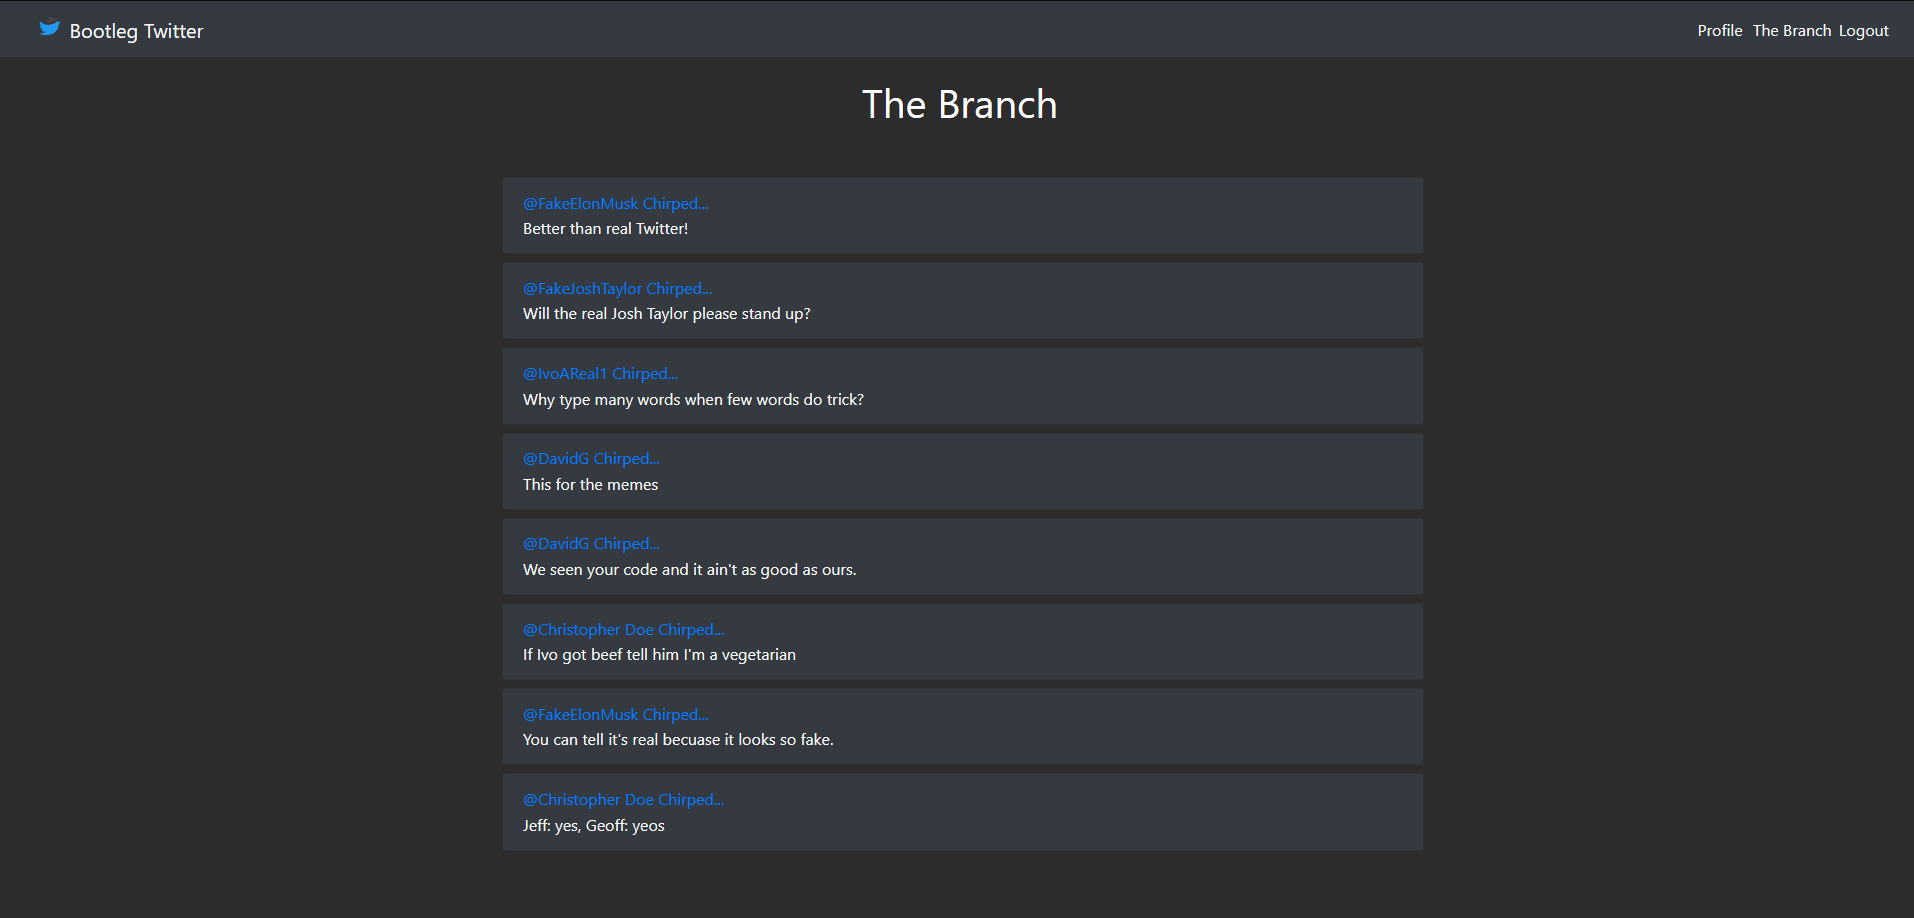 Bootleg Twitter
Profile The Branch Logout
The Branch
@FakeElonMusk Chirped...
Better than real Twitter!
@FakeJoshTaylor Chirped...
Will the real Josh Taylor please stand up?
@IvoAReal1 Chirped...
Why type many words when few words do trick?
@DavidG Chirped...
This for the memes
@DavidG Chirped...
We seen your code and it ain't as good as ours.
@Christopher Doe Chirped...
If Ivo got beef tell him I'm a vegetarian
@FakeElonMusk Chirped...
You can tell it's real becuase it looks so fake.
@Christopher Doe Chirped...
Jeff: yes, Geoff: yeos